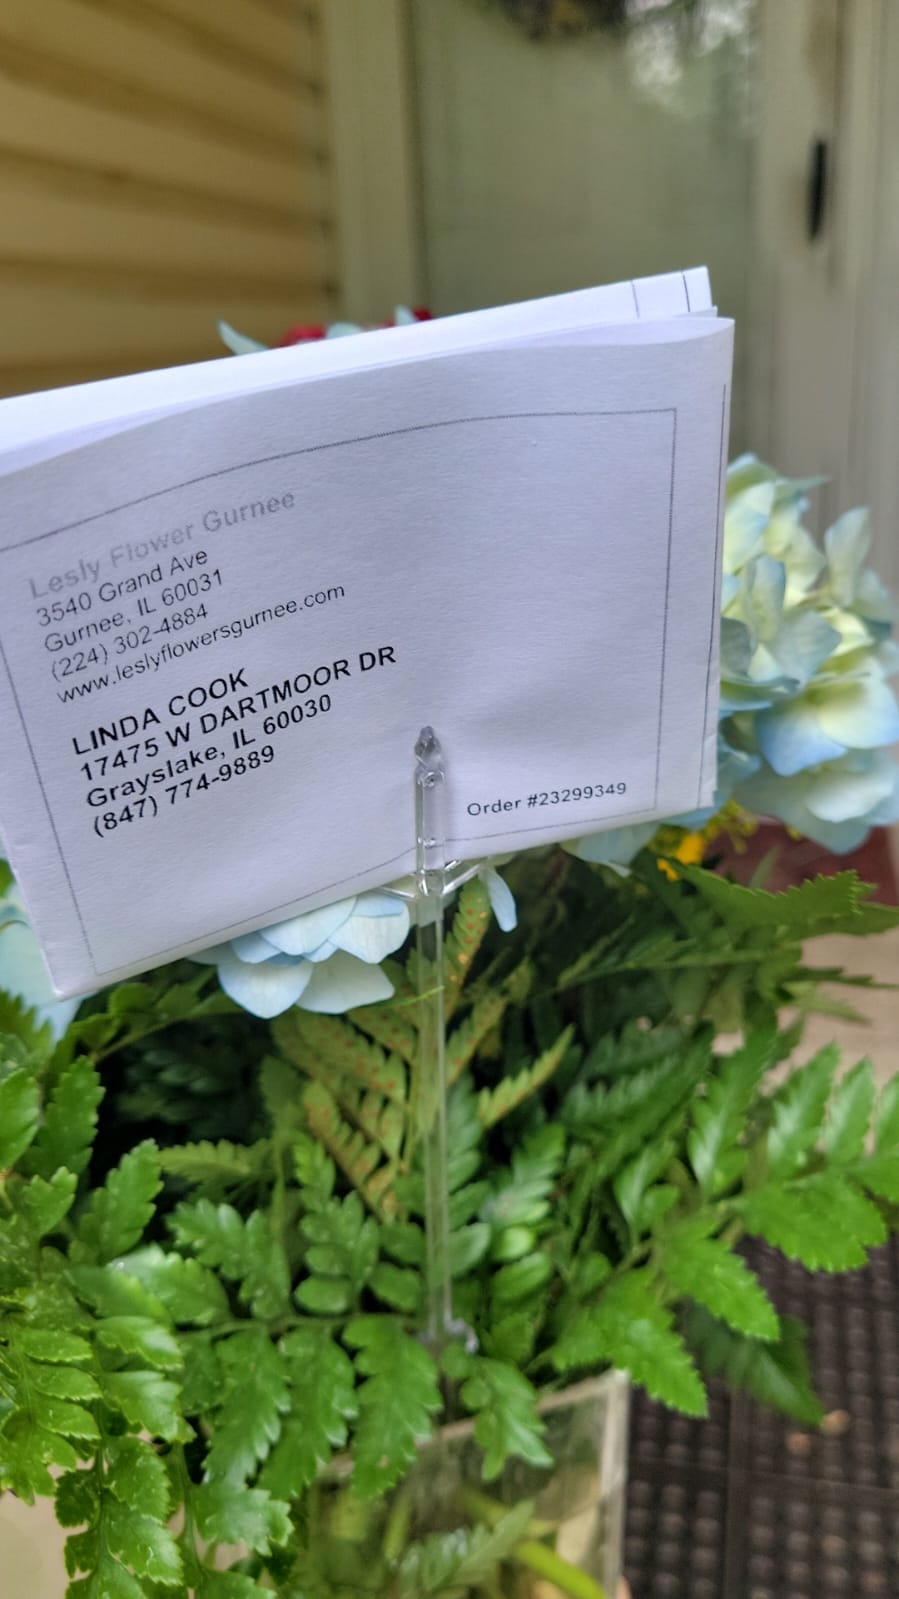 Lesly Flower Gurnee
3540 Grand Ave
Gurnee, IL 60031
(224) 302-4884
www.leslyflowersgurnee.com
LINDA COOK
17475 W DARTMOOR DR
Grayslake, IL 60030
(847) 774-9889
Order #23299349